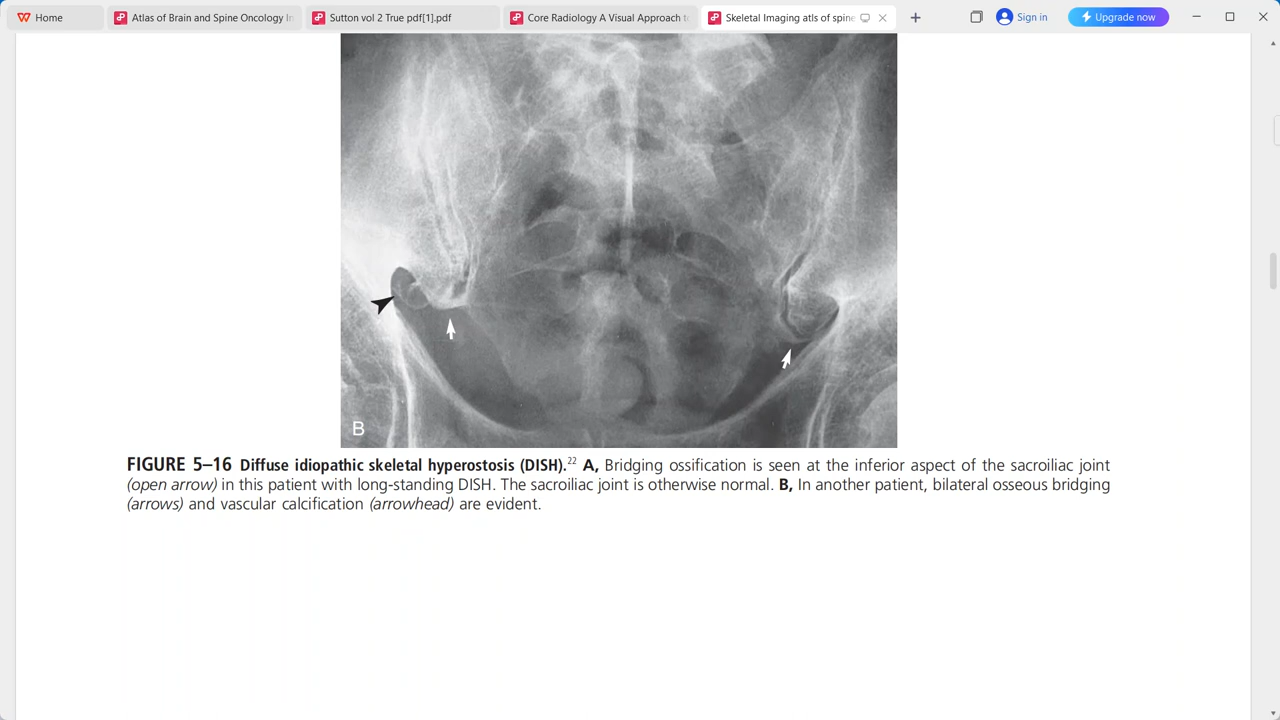 Home
Atlas of Brain and Spine Oncology I
Sutton vol 2 True pdf[1].pdf
Core Radiology A Visual Approach to
Skeletal Imaging atls of spine
Sign in
Upgrade now
B
FIGURE 5–16 Diffuse idiopathic skeletal hyperostosis (DISH).22 A, Bridging ossification is seen at the inferior aspect of the sacroiliac joint
(open arrow) in this patient with long-standing DISH. The sacroiliac joint is otherwise normal. B, In another patient, bilateral osseous bridging
(arrows) and vascular calcification (arrowhead) are evident.